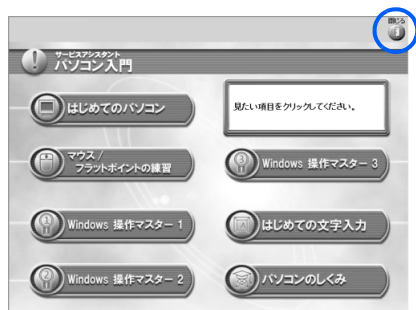 閉じる
サービスアシスタント
パソコン入門
はじめてのパソコン
見たい項目をクリックしてください。
マウス /
フラットポイントの練習
Windows 操作マスター 3
Windows 操作マスター 1
はじめての文字入力
Windows 操作マスター 2
パソコンのしくみ